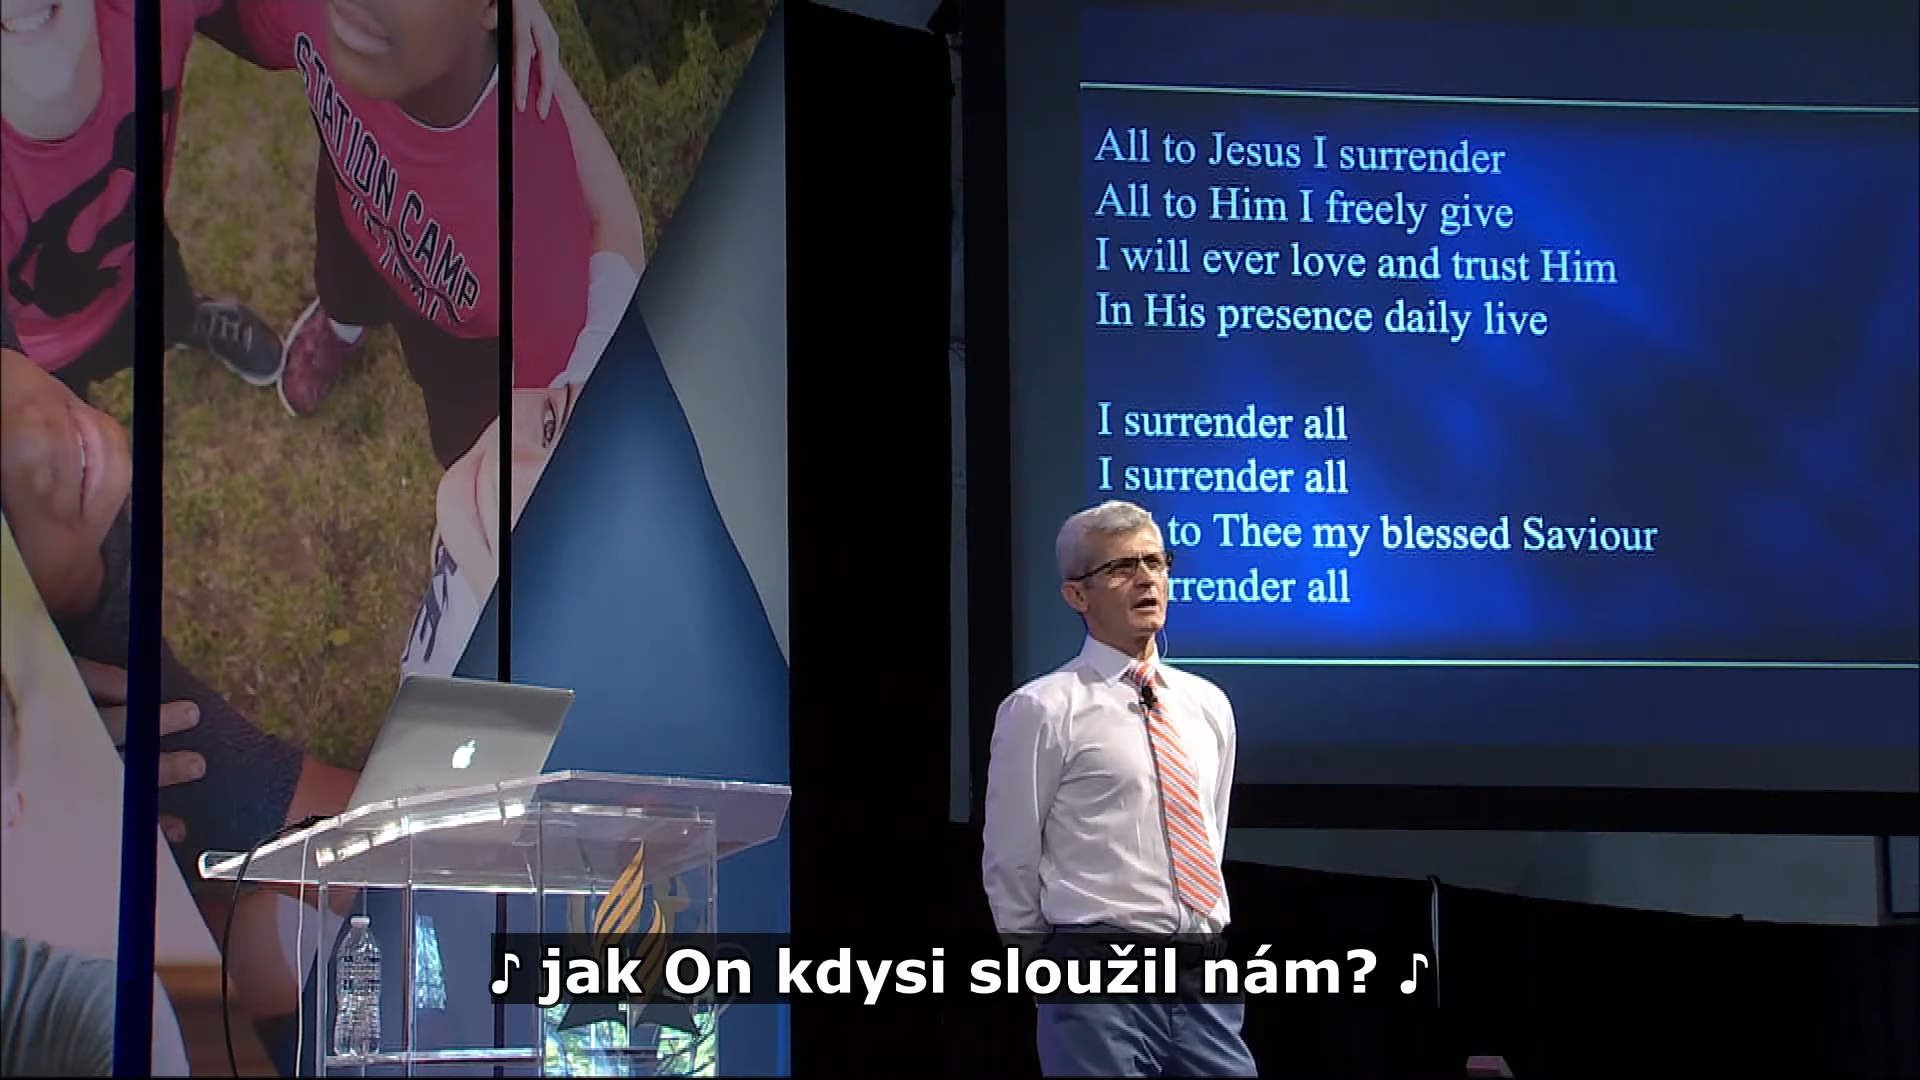 STATION CAMP
All to Jesus I surrender
All to Him I freely give
I will ever love and trust Him
In His presence daily live
I surrender all
I surrender all
to Thee my blessed Saviour
rrender all
♪ jak On kdysi sloužil nám? ♪